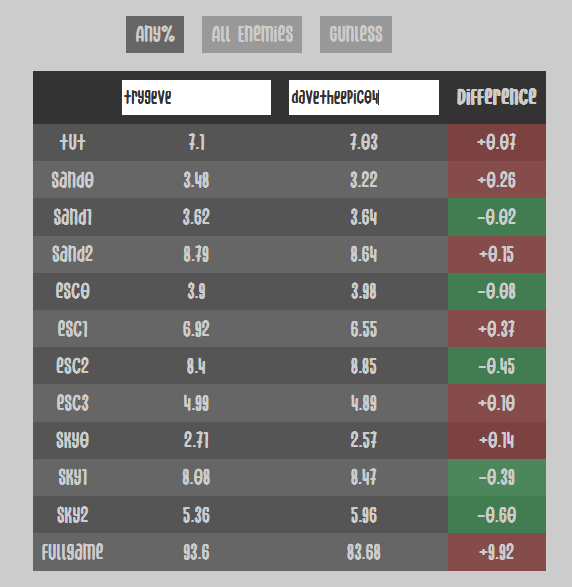 Any% All Enemies Gunless
trygeve davetheepic04 Difference
tut 7.1 7.03 +0.07
sand0 3.48 3.22 +0.26
sand1 3.62 3.64 -0.02
sand2 8.79 8.64 +0.15
esc0 3.9 3.98 -0.08
esc1 6.92 6.55 +0.37
esc2 8.4 8.85 -0.45
esc3 4.99 4.89 +0.10
sky0 2.71 2.57 +0.14
sky1 8.08 8.47 -0.39
sky2 5.36 5.96 -0.60
fullgame 93.6 83.68 +9.92